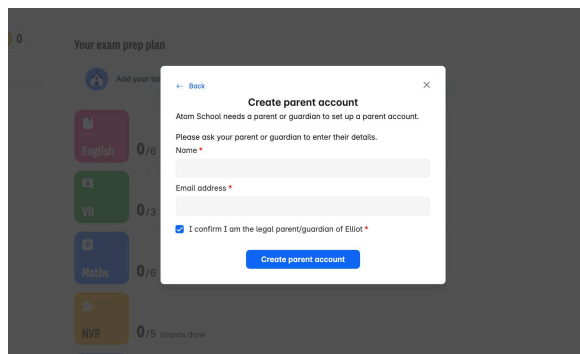 0
Your exam prep plan
Add your
← Back
Create parent account
Atom School needs a parent or guardian to set up a parent account.
Please ask your parent or guardian to enter their details.
Name *
Email address *
I confirm I am the legal parent/guardian of Elliot *
Create parent account
English 0/6
VR 0/3
Maths 0/6
NVR 0/5 islands done